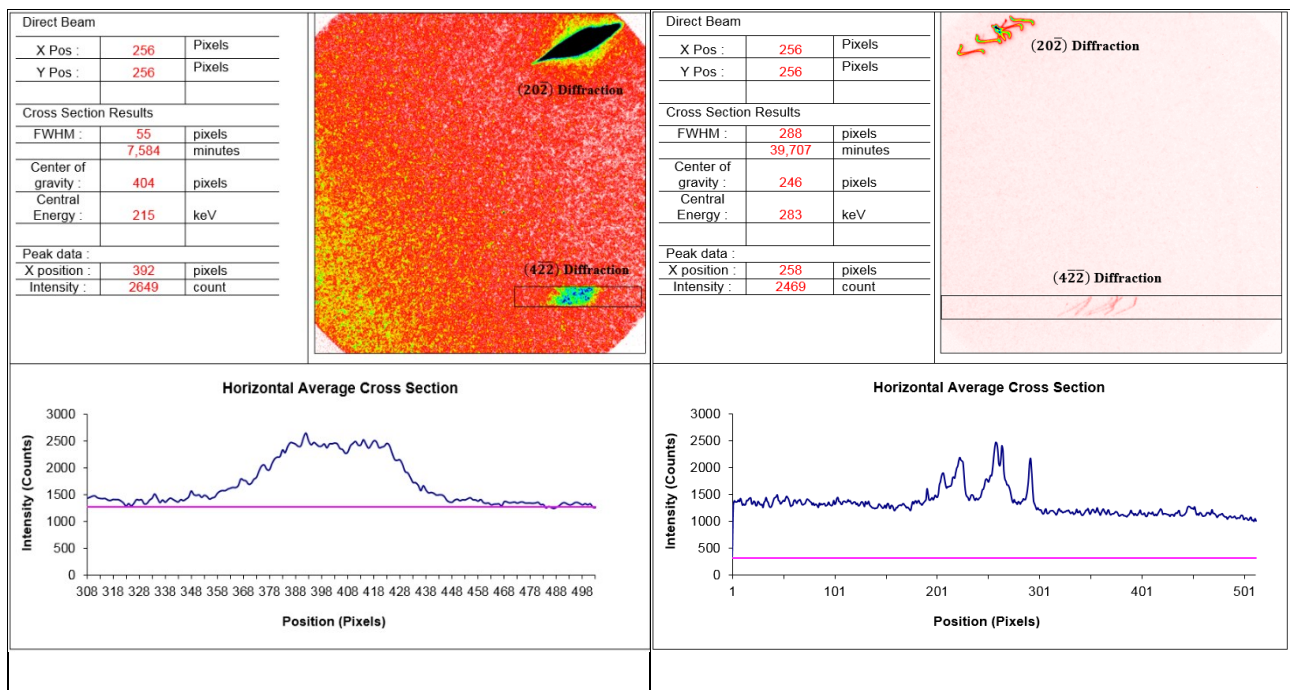 Direct Beam
X Pos : 256 Pixels
Y Pos : 256 Pixels
Cross Section Results
FWHM : 55 pixels
7,584 minutes
Center of
gravity : 404 pixels
Central
Energy : 215 keV
Peak data :
X position : 392 pixels
Intensity : 2649 count
(202̅) Diffraction
(42̅2̅) Diffraction
Horizontal Average Cross Section
Intensity (Counts)
3000
2500
2000
1500
1000
500
0
308 318 328 338 348 358 368 378 388 398 408 418 428 438 448 458 468 478 488 498
Position (Pixels)
Direct Beam
X Pos : 256 Pixels
Y Pos : 256 Pixels
Cross Section Results
FWHM : 288 pixels
39,707 minutes
Center of
gravity : 246 pixels
Central
Energy : 283 keV
Peak data :
X position : 258 pixels
Intensity : 2469 count
(202̅) Diffraction
(42̅2̅) Diffraction
Horizontal Average Cross Section
Intensity (Counts)
3000
2500
2000
1500
1000
500
0
1 101 201 301 401 501
Position (Pixels)